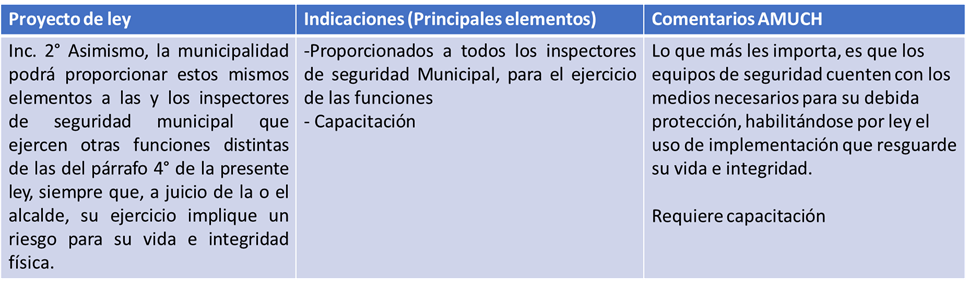 Proyecto de ley
Indicaciones (Principales elementos)
Comentarios AMUCH
Inc. 2° Asimismo, la municipalidad
podrá proporcionar estos mismos
elementos a las y los inspectores
de seguridad municipal que
ejercen otras funciones distintas
de las del párrafo 4° de la presente
ley, siempre que, a juicio de la o el
alcalde, su ejercicio implique un
riesgo para su vida e integridad
física.
-Proporcionados a todos los inspectores
de seguridad Municipal, para el ejercicio
de las funciones
- Capacitación
Lo que más les importa, es que los
equipos de seguridad cuenten con los
medios necesarios para su debida
protección, habilitándose por ley el
uso de implementación que resguarde
su vida e integridad.
Requiere capacitación